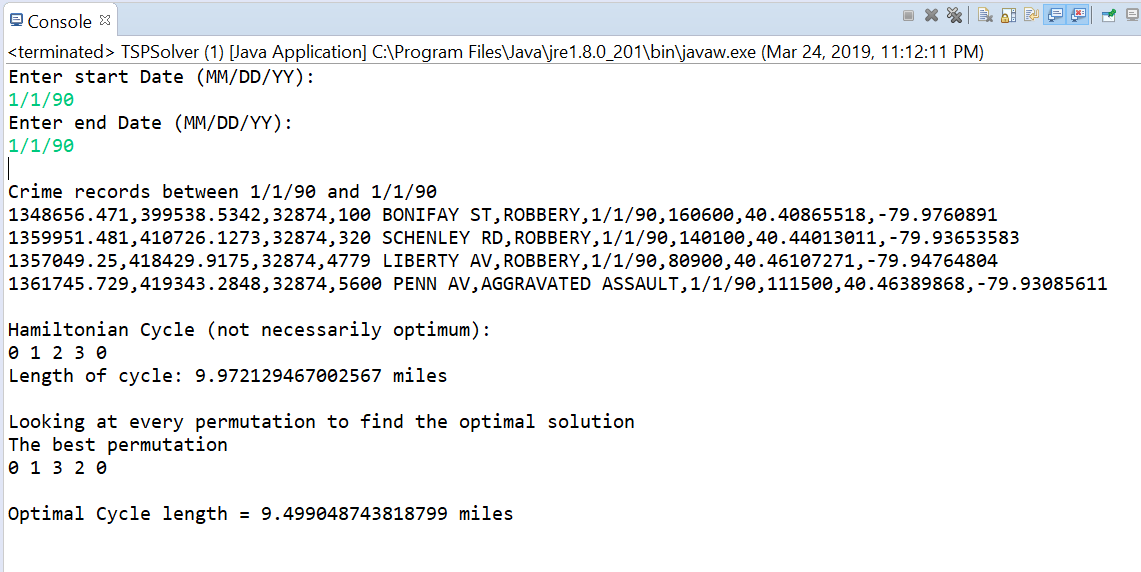 Console
<terminated> TSPSolver (1) [Java Application] C:\Program Files\Java\jre1.8.0_201\bin\javaw.exe (Mar 24, 2019, 11:12:11 PM)
Enter start Date (MM/DD/YY):
1/1/90
Enter end Date (MM/DD/YY):
1/1/90
Crime records between 1/1/90 and 1/1/90
1348656.471,399538.5342,32874,100 BONIFAY ST,ROBBERY,1/1/90,160600,40.40865518,-79.9760891
1359951.481,410726.1273,32874,320 SCHENLEY RD,ROBBERY,1/1/90,140100,40.44013011,-79.93653583
1357049.25,418429.9175,32874,4779 LIBERTY AV,ROBBERY,1/1/90,80900,40.46107271,-79.94764804
1361745.729,419343.2848,32874,5600 PENN AV,AGGRAVATED ASSAULT,1/1/90,111500,40.46389868,-79.93085611
Hamiltonian Cycle (not necessarily optimum):
0 1 2 3 0
Length of cycle: 9.972129467002567 miles
Looking at every permutation to find the optimal solution
The best permutation
0 1 3 2 0
Optimal Cycle length = 9.499048743818799 miles